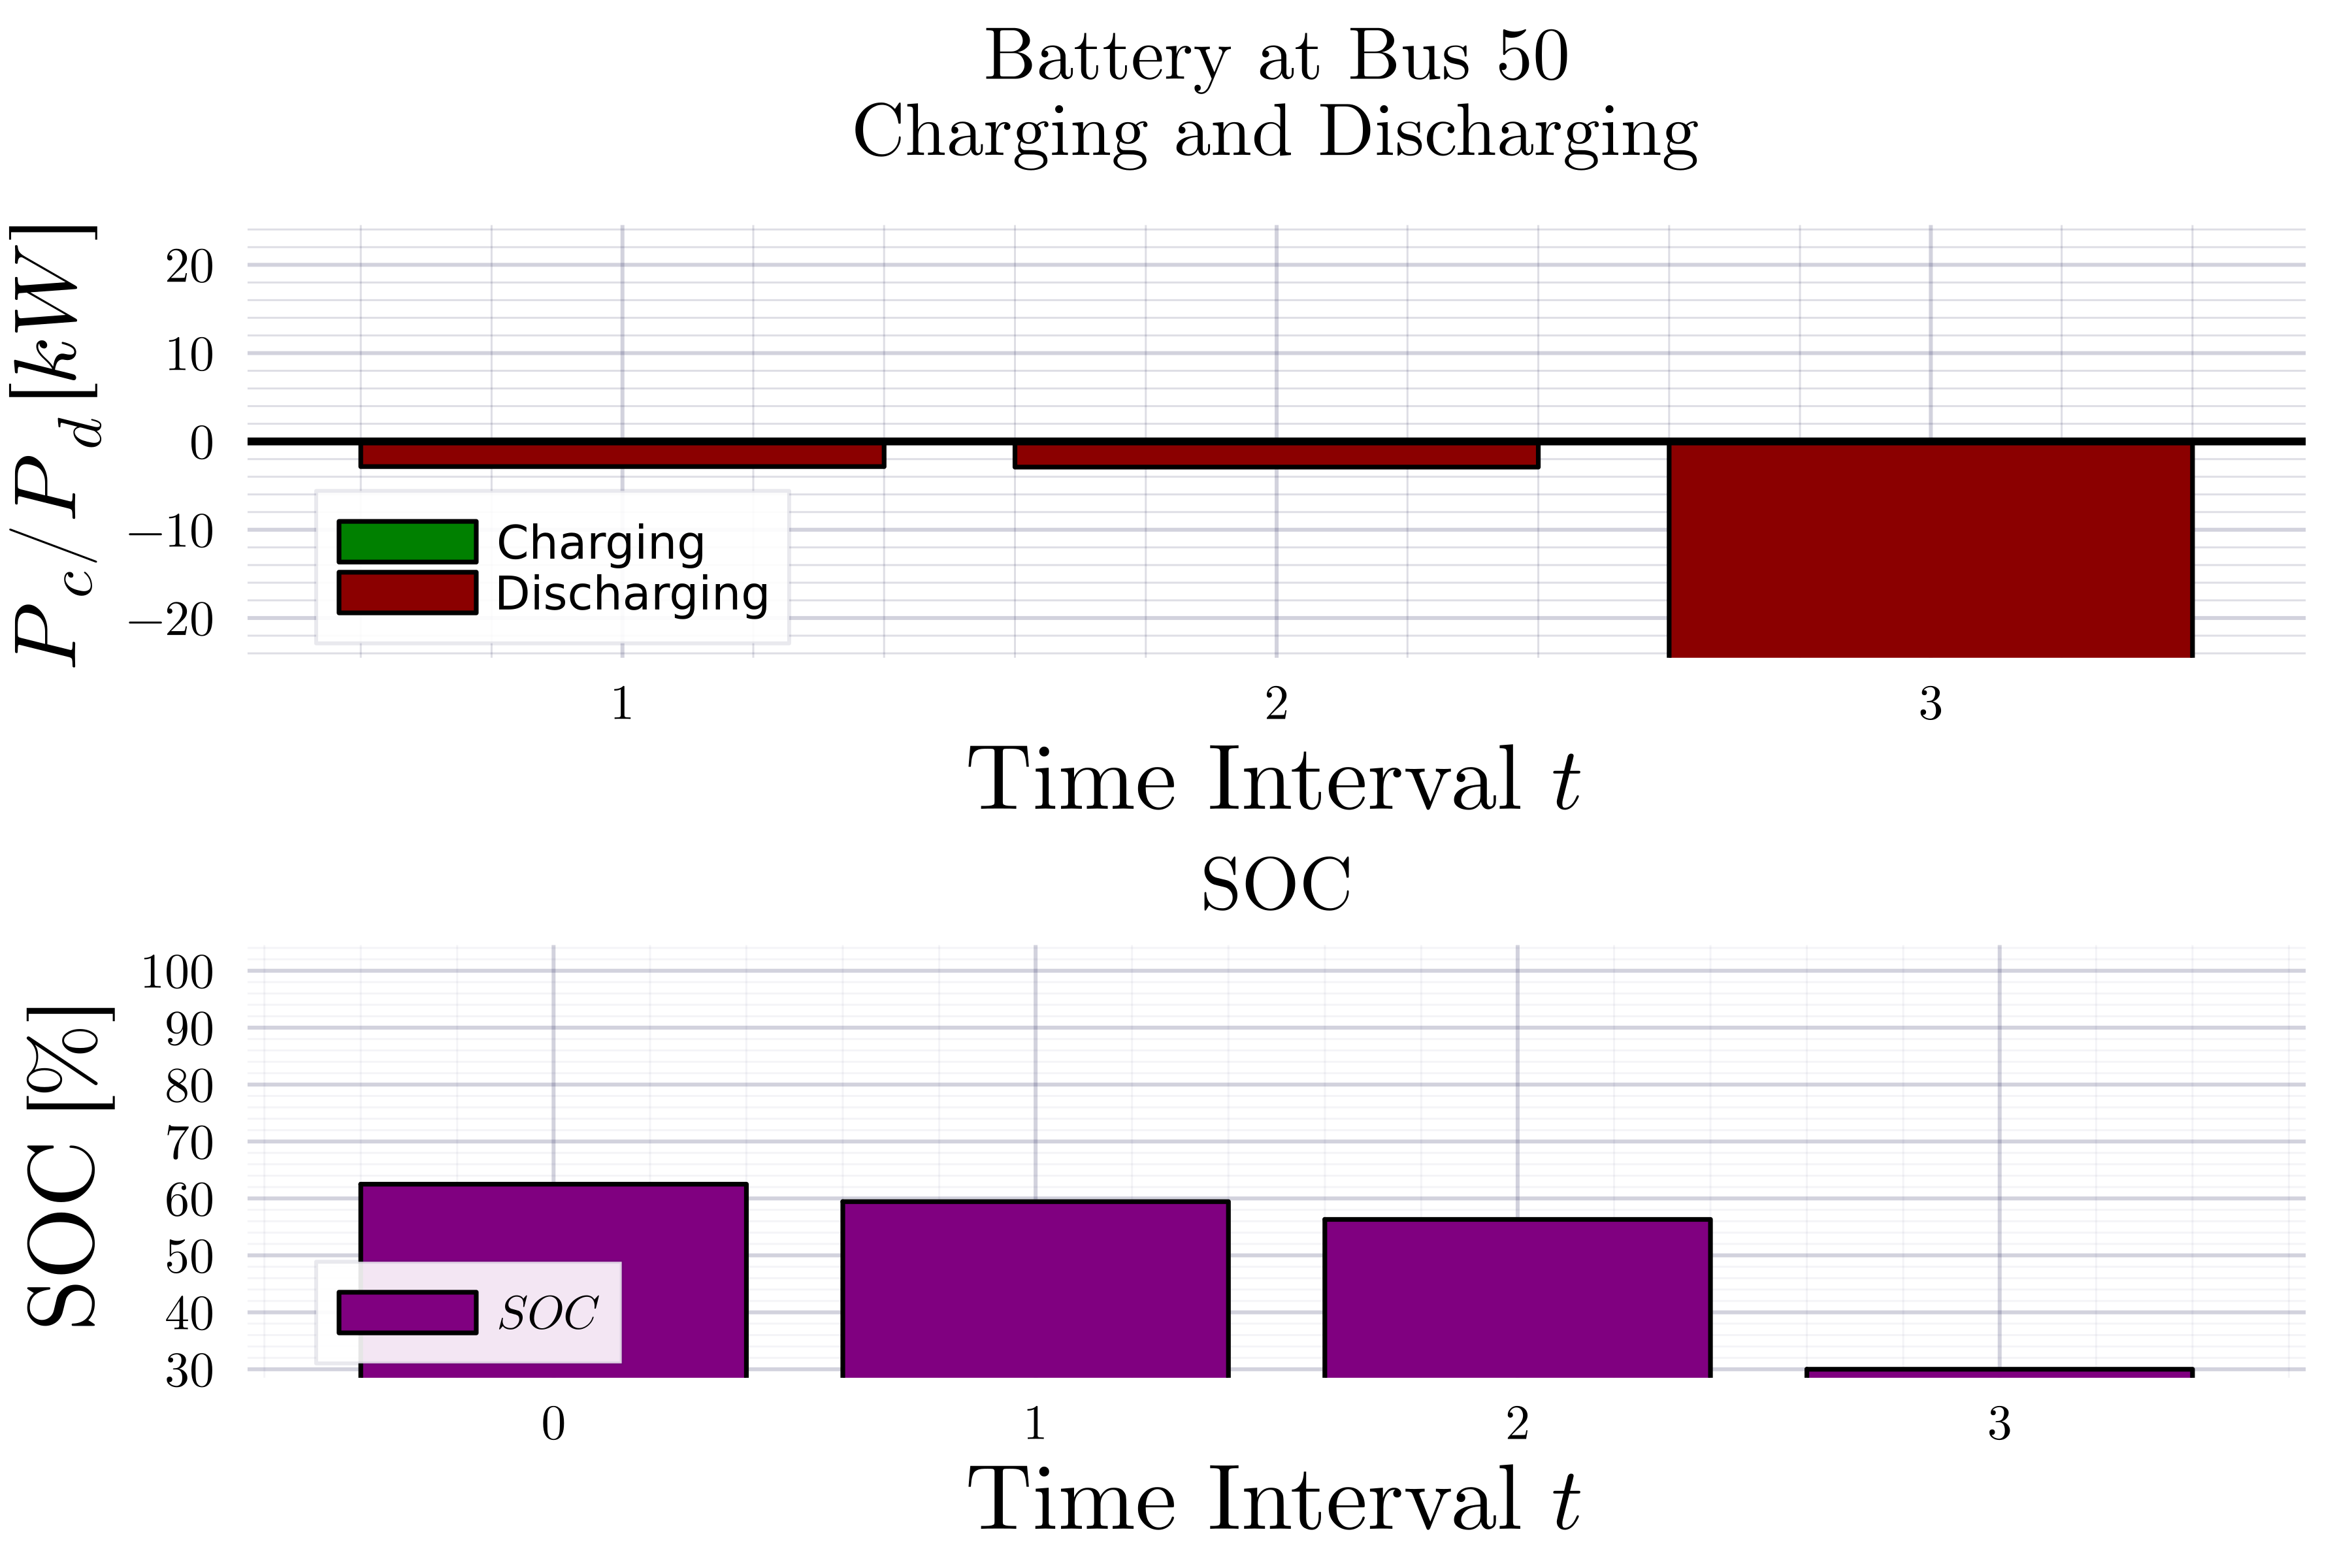 Battery at Bus 50
Charging and Discharging
P_c/P_d [kW]
20
10
0
−10
−20
Charging
Discharging
1 2 3
Time Interval t
SOC
SOC [%]
100
90
80
70
60
50
40
30
SOC
0 1 2 3
Time Interval t